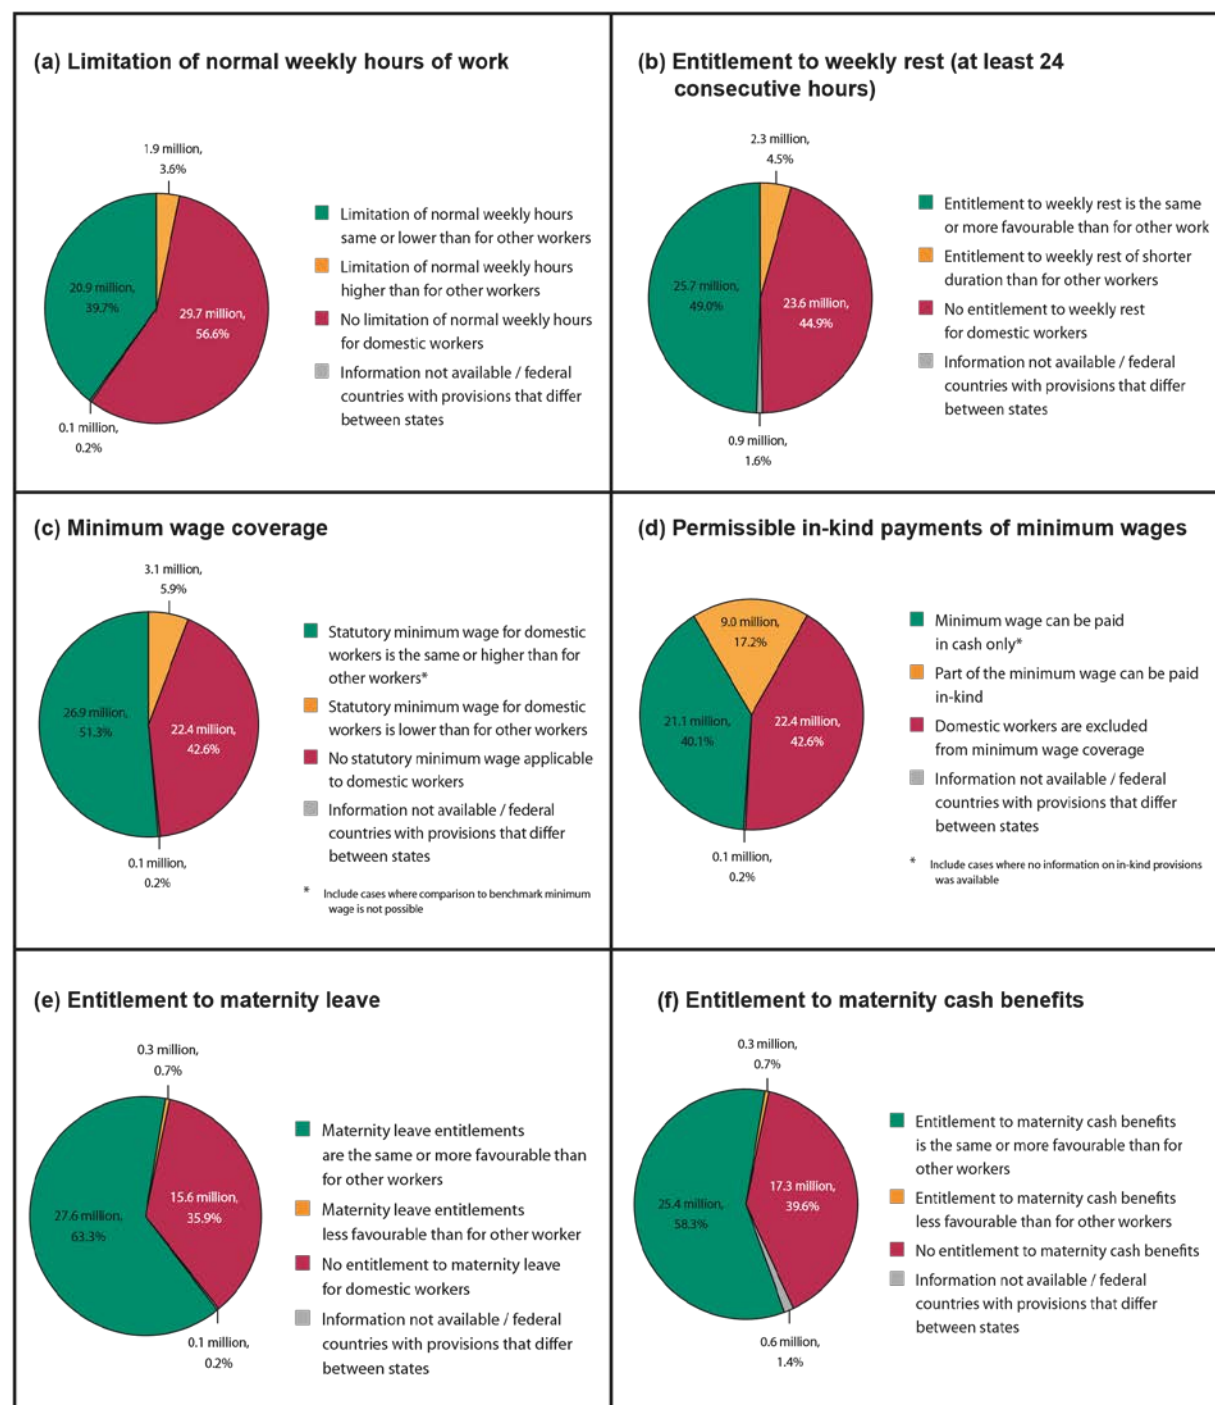 (a) Limitation of normal weekly hours of work
1.9 million,
3.6%
20.9 million,
39.7%
29.7 million,
56.6%
0.1 million,
0.2%
Limitation of normal weekly hours
same or lower than for other workers
Limitation of normal weekly hours
higher than for other workers
No limitation of normal weekly hours
for domestic workers
Information not available / federal
countries with provisions that differ
between states
(b) Entitlement to weekly rest (at least 24
consecutive hours)
2.3 million,
4.5%
25.7 million,
49.0%
23.6 million,
44.9%
0.9 million,
1.6%
Entitlement to weekly rest is the same
or more favourable than for other work
Entitlement to weekly rest of shorter
duration than for other workers
No entitlement to weekly rest
for domestic workers
Information not available / federal
countries with provisions that differ
between states
(c) Minimum wage coverage
3.1 million,
5.9%
26.9 million,
51.3%
22.4 million,
42.6%
0.1 million,
0.2%
Statutory minimum wage for domestic
workers is the same or higher than for
other workers*
Statutory minimum wage for domestic
workers is lower than for other workers
No statutory minimum wage applicable
to domestic workers
Information not available / federal
countries with provisions that differ
between states
* Include cases where comparison to benchmark minimum
wage is not possible
(d) Permissible in-kind payments of minimum wages
9.0 million,
17.2%
21.1 million,
40.1%
22.4 million,
42.6%
0.1 million,
0.2%
Minimum wage can be paid
in cash only*
Part of the minimum wage can be paid
in-kind
Domestic workers are excluded
from minimum wage coverage
Information not available / federal
countries with provisions that differ
between states
* Include cases where no information on in-kind provisions
was available
(e) Entitlement to maternity leave
0.3 million,
0.7%
27.6 million,
63.3%
15.6 million,
35.9%
0.1 million,
0.2%
Maternity leave entitlements
are the same or more favourable than
for other workers
Maternity leave entitlements
less favourable than for other worker
No entitlement to maternity leave
for domestic workers
Information not available / federal
countries with provisions that differ
between states
(f) Entitlement to maternity cash benefits
0.3 million,
0.7%
25.4 million,
58.3%
17.3 million,
39.6%
0.6 million,
1.4%
Entitlement to maternity cash benefits
is the same or more favourable than for
other workers
Entitlement to maternity cash benefits
less favourable than for other workers
No entitlement to maternity cash benefits
Information not available / federal
countries with provisions that differ
between states